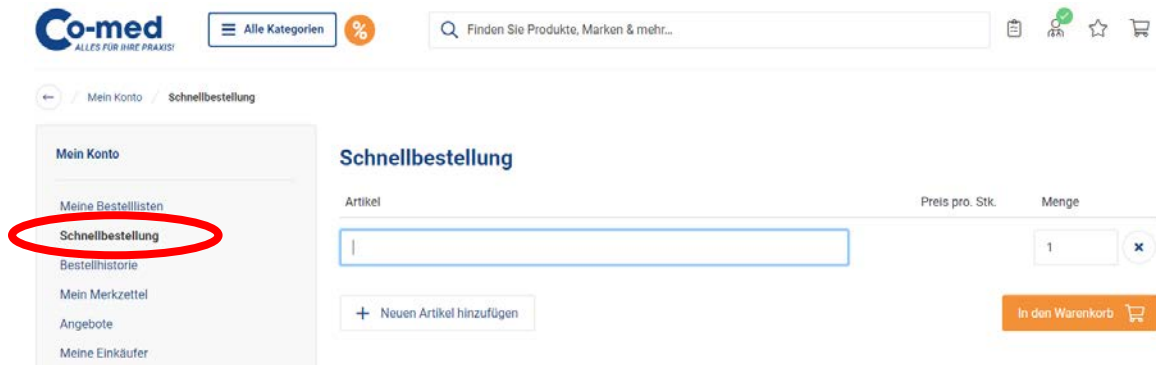 Co-med
ALLES FÜR IHRE PRAXIS!
Alle Kategorien
%
Finden Sie Produkte, Marken & mehr...
Mein Konto / Schnellbestellung
Mein Konto
Meine Bestelllisten
Schnellbestellung
Bestellhistorie
Mein Merkzettel
Angebote
Meine Einkäufer
Schnellbestellung
Artikel Preis pro. Stk. Menge
1
+ Neuen Artikel hinzufügen
In den Warenkorb